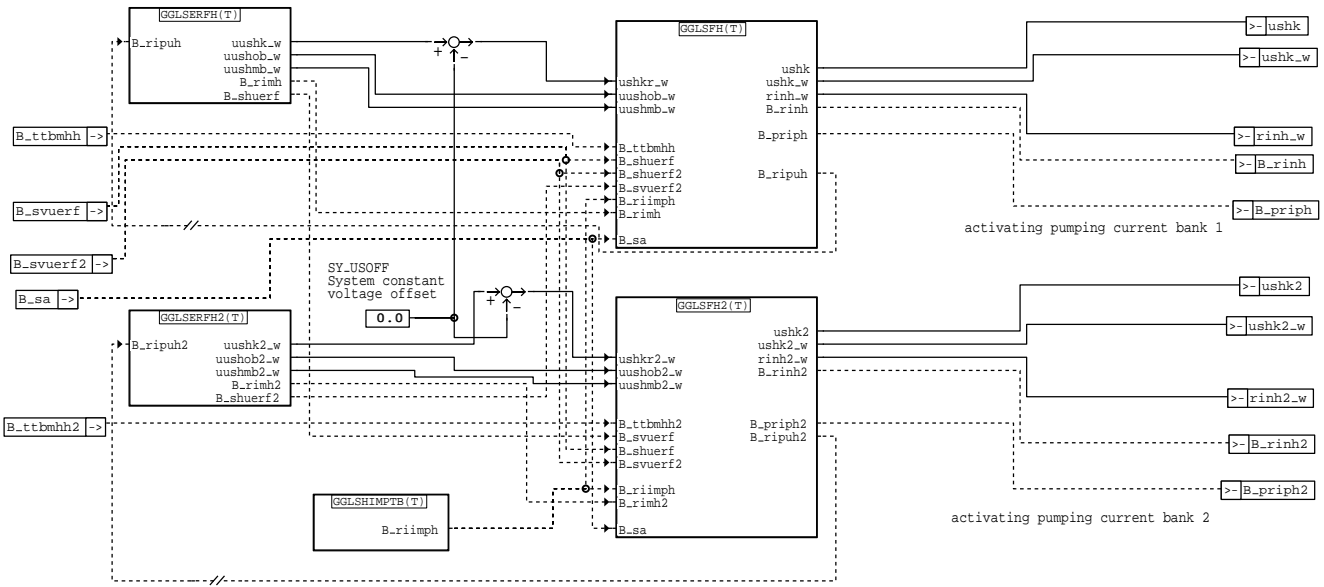 GGLSERFH(T)
B_ripuh
uushk_w
uushob_w
uushmb_w
B_rimh
B_shuerf
+
−
GGLSFH(T)
ushkr_w
uushob_w
uushmb_w
B_ttbmhh
B_shuerf
B_shuerf2
B_svuerf2
B_riimph
B_rimh
B_sa
ushk
ushk_w
rinh_w
B_rinh
B_priph
B_ripuh
>- ushk
>- ushk_w
>- rinh_w
>- B_rinh
>- B_priph
activating pumping current bank 1
B_ttbmhh ->
B_svuerf ->
B_svuerf2 ->
B_sa ->
SY_USOFF
System constant
voltage offset
0.0
+
−
GGLSERFH2(T)
B_ripuh2
uushk2_w
uushob2_w
uushmb2_w
B_rimh2
B_shuerf2
B_ttbmhh2 ->
GGLSFH2(T)
ushkr2_w
uushob2_w
uushmb2_w
B_ttbmhh2
B_svuerf
B_shuerf
B_svuerf2
B_riimph
B_rimh2
B_sa
ushk2
ushk2_w
rinh2_w
B_rinh2
B_priph2
B_ripuh2
>- ushk2
>- ushk2_w
>- rinh2_w
>- B_rinh2
>- B_priph2
activating pumping current bank 2
GGLSHIMPTB(T)
B_riimph